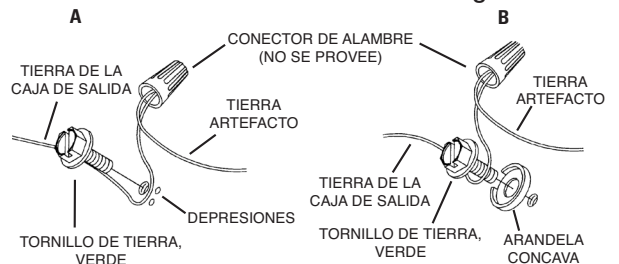 A
B
CONECTOR DE ALAMBRE
(NO SE PROVEE)
TIERRA DE LA
CAJA DE SALIDA
TIERRA
ARTEFACTO
TIERRA
ARTEFACTO
TIERRA DE LA
CAJA DE SALIDA
DEPRESIONES
TORNILLO DE TIERRA,
VERDE
TORNILLO DE TIERRA,
VERDE
ARANDELA
CONCAVA